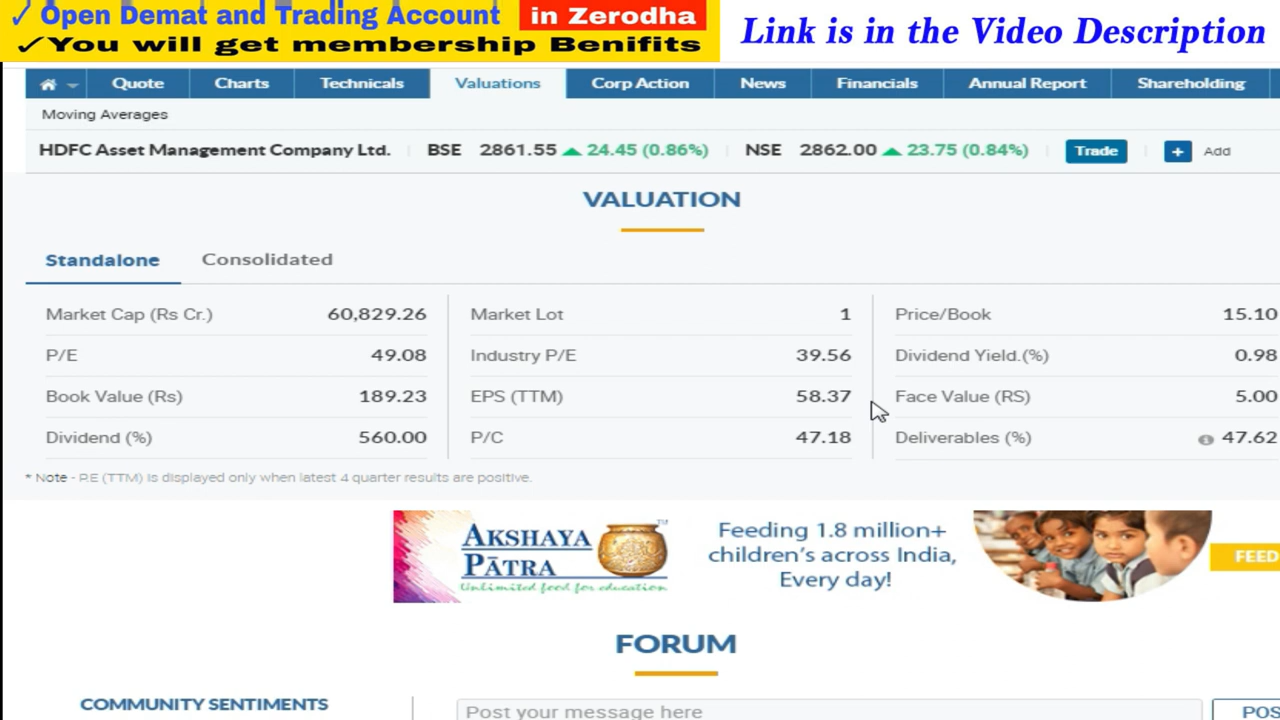 ✓ Open Demat and Trading Account in Zerodha
✓You will get membership Benifits
Link is in the Video Description
Quote Charts Technicals Valuations Corp Action News Financials Annual Report Shareholding
Moving Averages
HDFC Asset Management Company Ltd. BSE 2861.55 24.45 (0.86%) NSE 2862.00 23.75 (0.84%) Trade + Add
VALUATION
Standalone Consolidated
Market Cap (Rs Cr.) 60,829.26 Market Lot 1 Price/Book 15.10
P/E 49.08 Industry P/E 39.56 Dividend Yield.(%) 0.98
Book Value (Rs) 189.23 EPS (TTM) 58.37 Face Value (RS) 5.00
Dividend (%) 560.00 P/C 47.18 Deliverables (%) 47.62
* Note - P.E (TTM) is displayed only when latest 4 quarter results are positive.
AKSHAYA PĀTRA TM
Unlimited food for education
Feeding 1.8 million+
children's across India,
Every day!
FEED
FORUM
COMMUNITY SENTIMENTS
Post your message here
POS